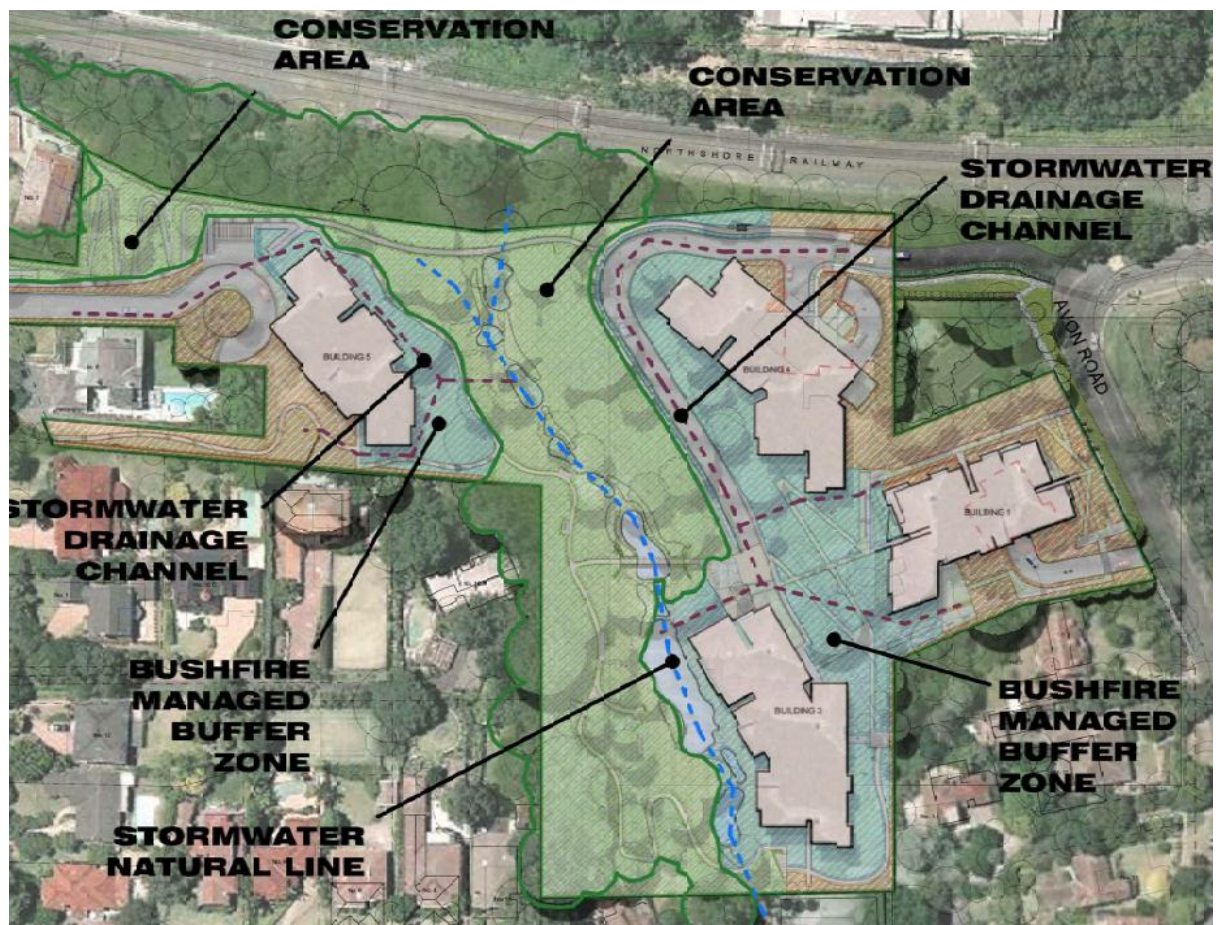 CONSERVATION
AREA
CONSERVATION
AREA
NORTHSHORE RAILWAY
STORMWATER
DRAINAGE
CHANNEL
AVON ROAD
BUILDING 5
BUILDING 4
BUILDING 1
STORMWATER
DRAINAGE
CHANNEL
BUSHFIRE
MANAGED
BUFFER
ZONE
BUILDING 3
BUSHFIRE
MANAGED
BUFFER
ZONE
STORMWATER
NATURAL LINE